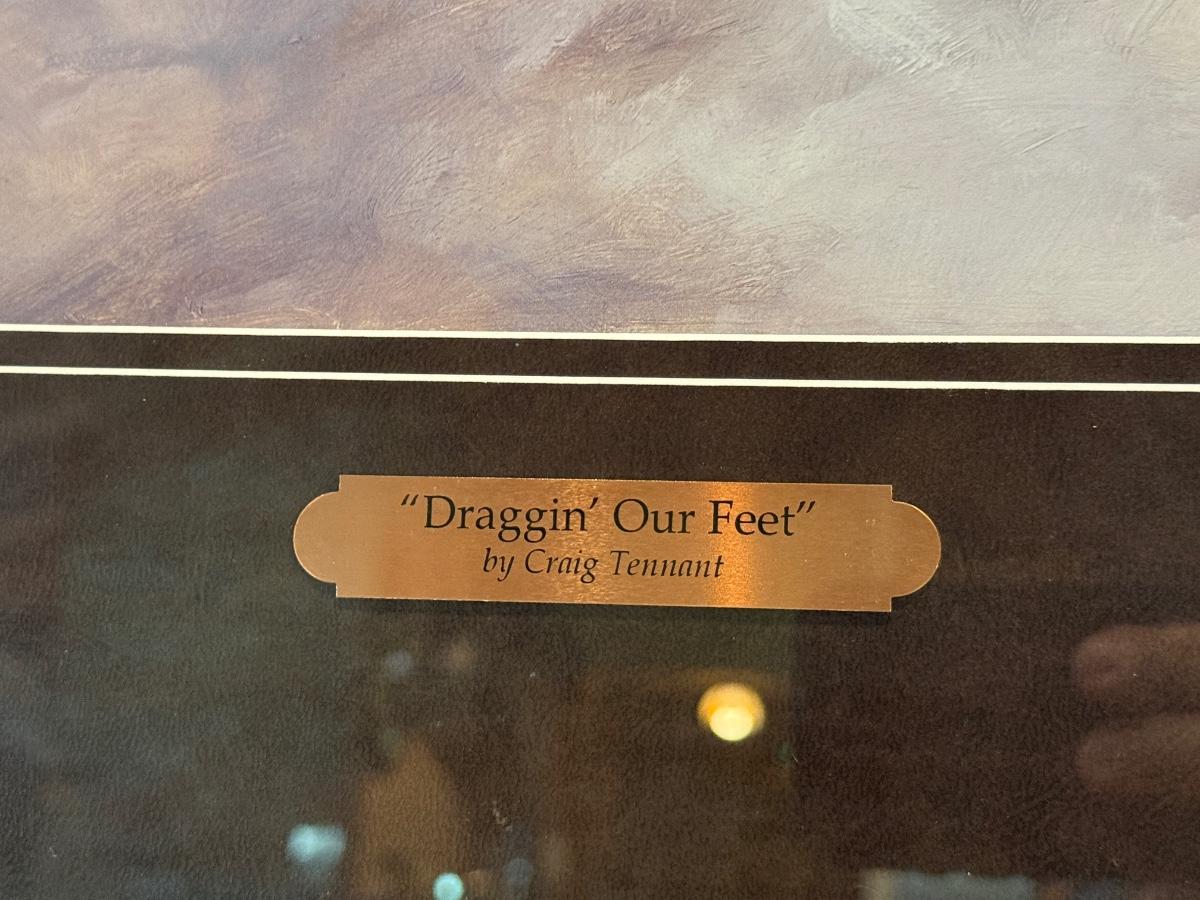 “Draggin’ Our Feet”
by Craig Tennant